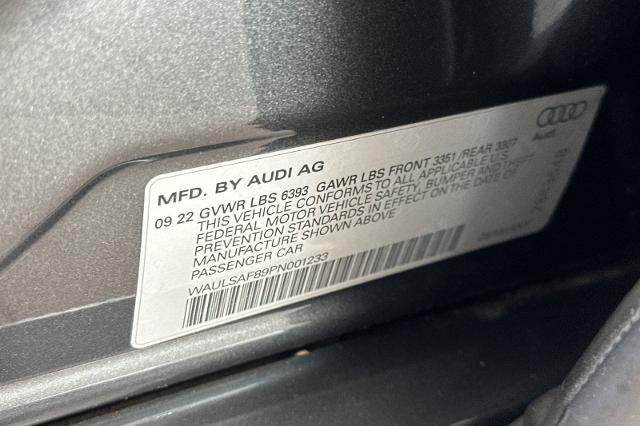 MFD. BY AUDI AG
09 22 GVWR LBS 6393 GAWR LBS FRONT 3351/REAR 3307
THIS VEHICLE CONFORMS TO ALL APPLICABLE U.S.
FEDERAL MOTOR VEHICLE SAFETY, BUMPER AND THEFT
PREVENTION STANDARDS IN EFFECT ON THE DATE OF
MANUFACTURE SHOWN ABOVE
PASSENGER CAR
WAULSAF89PN001233
Audi
GERMANY